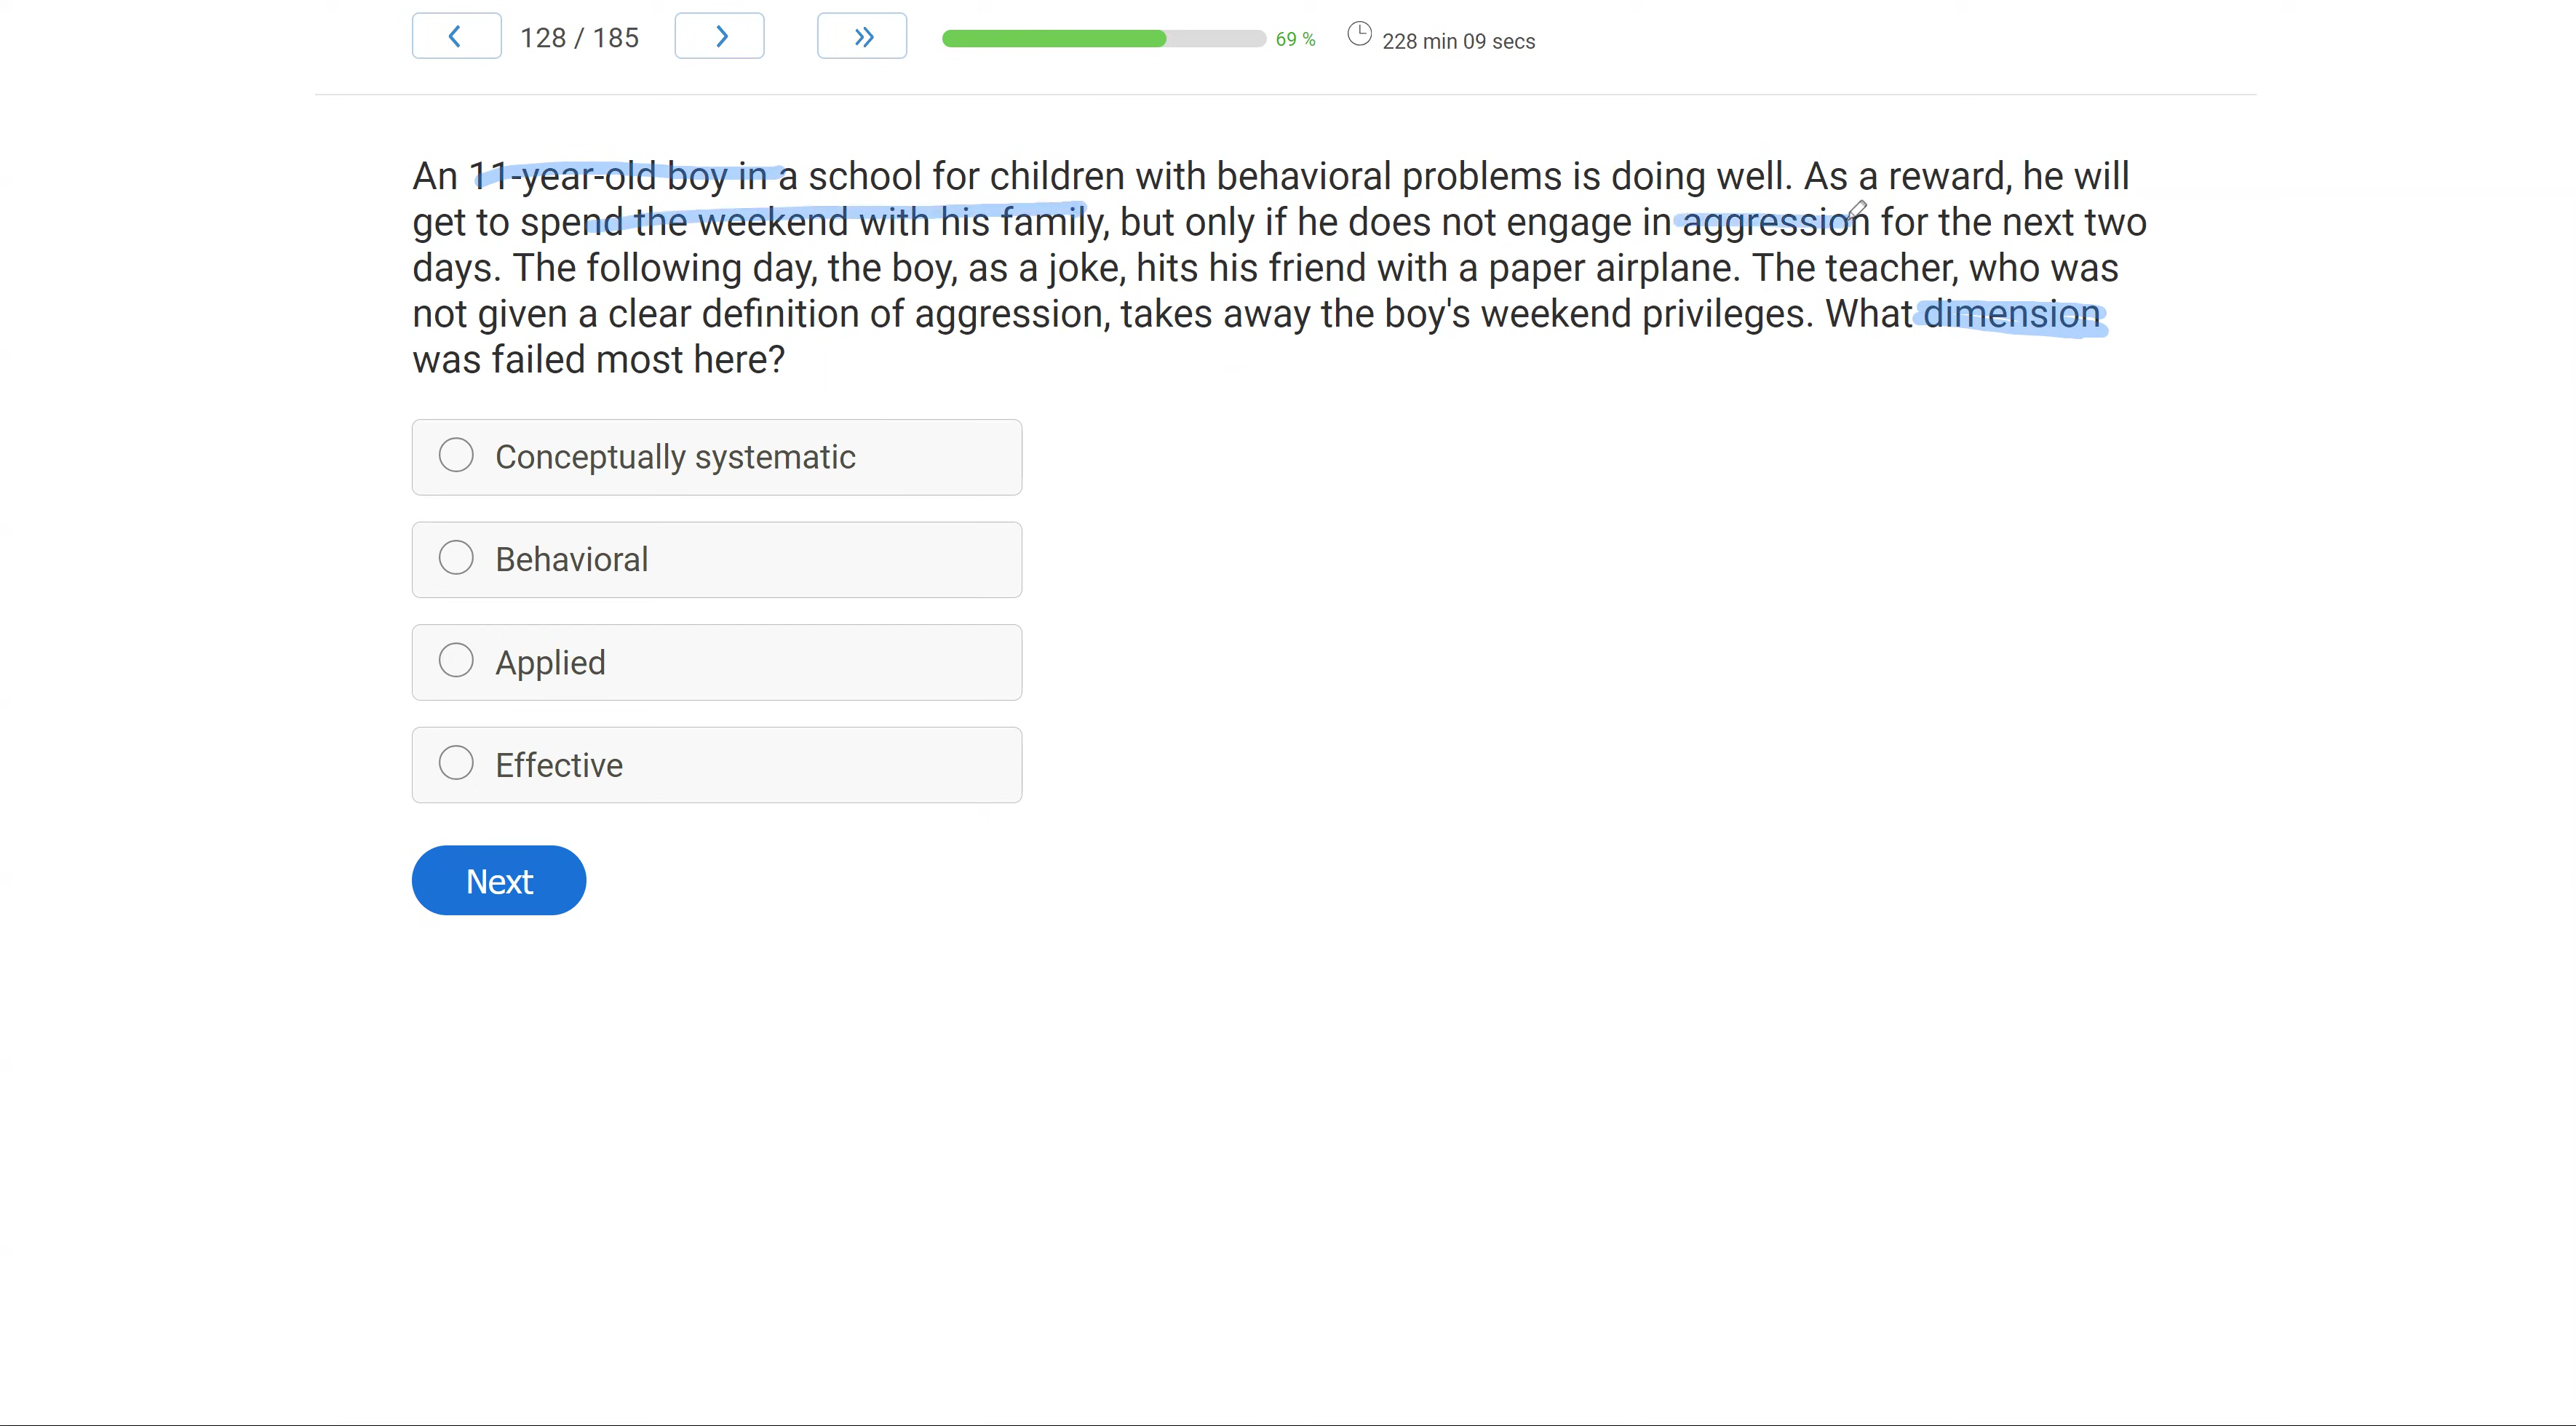 128 / 185
69 %
228 min 09 secs
An 11-year-old boy in a school for children with behavioral problems is doing well. As a reward, he will
get to spend the weekend with his family, but only if he does not engage in aggression for the next two
days. The following day, the boy, as a joke, hits his friend with a paper airplane. The teacher, who was
not given a clear definition of aggression, takes away the boy's weekend privileges. What dimension
was failed most here?
Conceptually systematic
Behavioral
Applied
Effective
Next